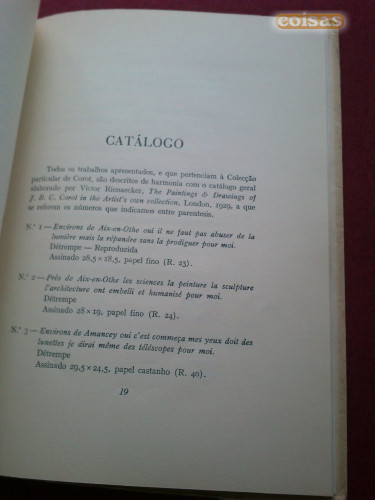 coisas
CATÁLOGO
Todos os trabalhos apresentados, e que pertenciam à Colecção
particular de Corot, são descritos de harmonia com o catálogo geral
elaborado por Victor Rienaecker, The Paintings & Drawings of
J. B. C. Corot in the Artist's own collection, London, 1929, a que
se referem os números que indicamos entre parentesis.
N.º 1 — Environs de Aix-en-Othe oui il ne faut pas abuser de la
lumière mais la répandre sans la prodiguer pour moi.
Détrempe — Reproduzida
Assinado 28,5 × 18,5, papel fino (R. 23).
N.º 2 — Près de Aix-en-Othe les sciences la peinture la sculpture
l'architecture ont embelli et humanisé pour moi.
Détrempe
Assinado 28 × 19, papel fino (R. 24).
N.º 3 — Environs de Amancey oui c'est commeça mes yeux doit des
lunettes je dirai même des téléscopes pour moi.
Détrempe
Assinado 29,5 × 24,5, papel castanho (R. 40).
19